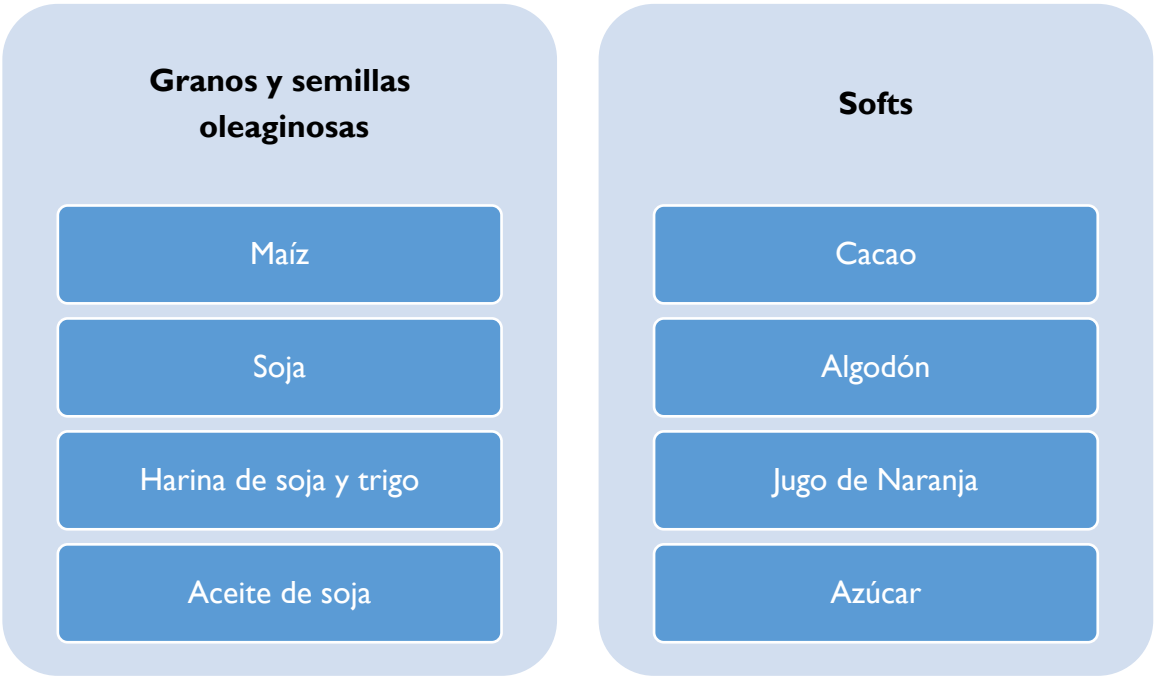 Granos y semillas
oleaginosas
Maíz
Soja
Harina de soja y trigo
Aceite de soja
Softs
Cacao
Algodón
Jugo de Naranja
Azúcar